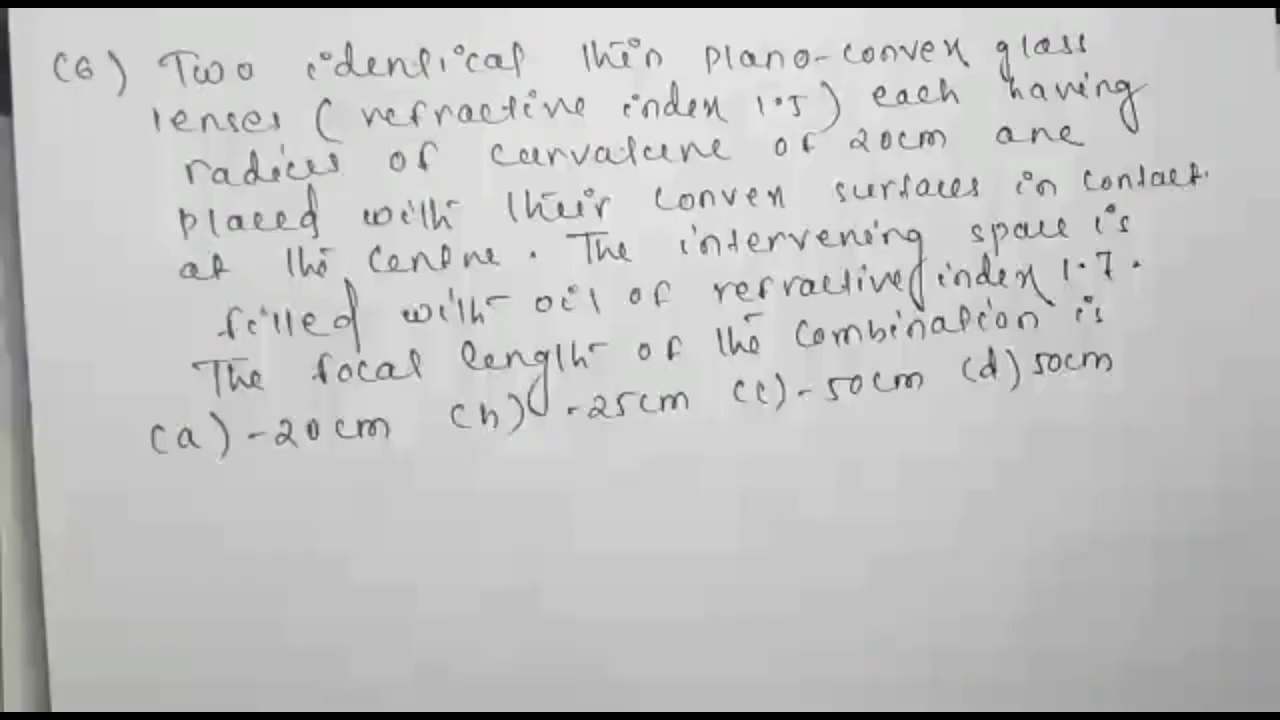 (6) Two identical thin plano-convex glass
lenses (refractive index 1.5) each having
radius of curvature of 20cm are
placed with their convex surfaces in contact
at the centre. The intervening space is
filled with oil of refractive index 1.7.
The focal length of the combination is
(a) -20cm (b) -25cm (c) -50cm (d) 50cm